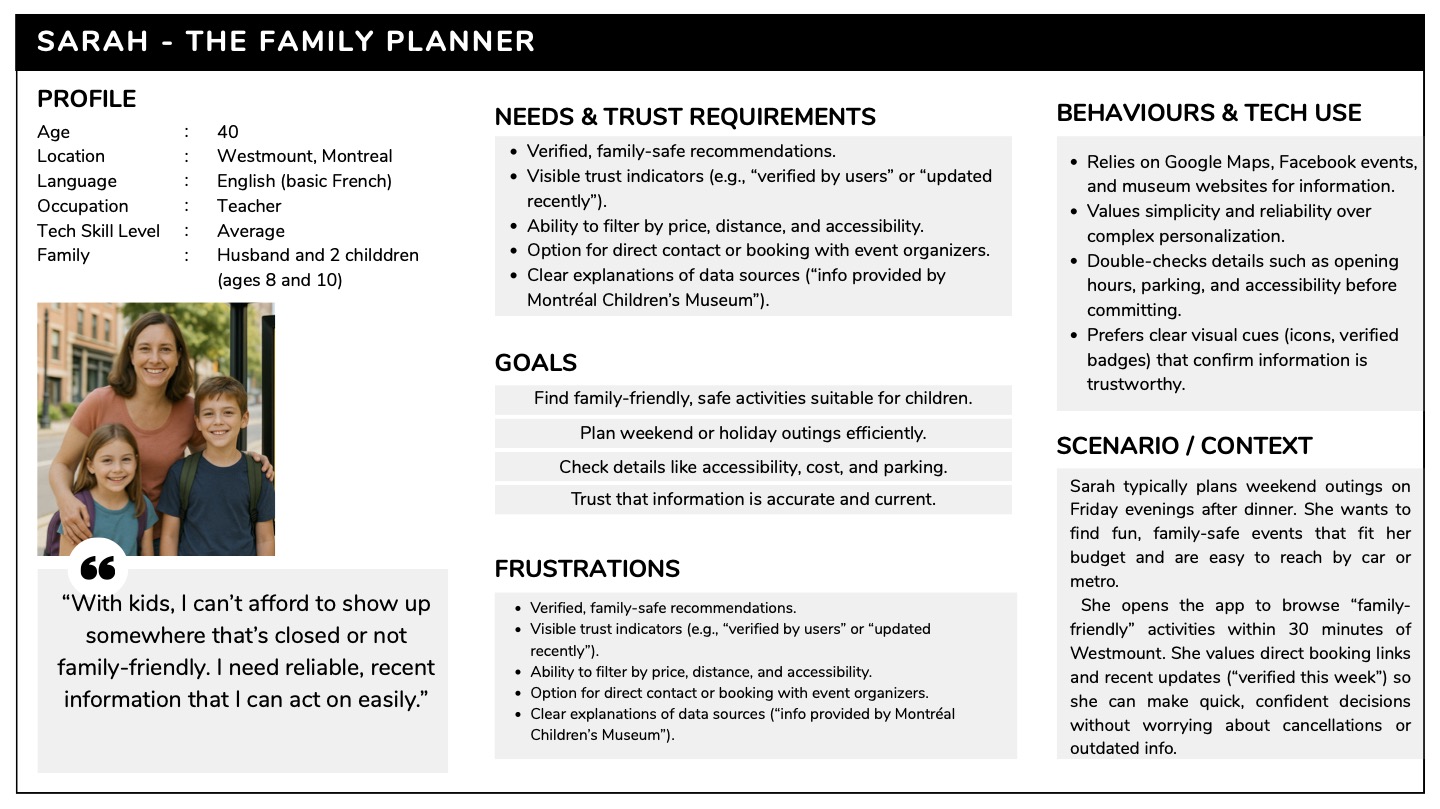 SARAH - THE FAMILY PLANNER
PROFILE
Age : 40
Location : Westmount, Montreal
Language : English (basic French)
Occupation : Teacher
Tech Skill Level : Average
Family : Husband and 2 childdren
(ages 8 and 10)
“With kids, I can’t afford to show up
somewhere that’s closed or not
family-friendly. I need reliable, recent
information that I can act on easily.”
NEEDS & TRUST REQUIREMENTS
• Verified, family-safe recommendations.
• Visible trust indicators (e.g., “verified by users” or “updated
recently”).
• Ability to filter by price, distance, and accessibility.
• Option for direct contact or booking with event organizers.
• Clear explanations of data sources (“info provided by
Montréal Children’s Museum”).
GOALS
Find family-friendly, safe activities suitable for children.
Plan weekend or holiday outings efficiently.
Check details like accessibility, cost, and parking.
Trust that information is accurate and current.
FRUSTRATIONS
• Verified, family-safe recommendations.
• Visible trust indicators (e.g., “verified by users” or “updated
recently”).
• Ability to filter by price, distance, and accessibility.
• Option for direct contact or booking with event organizers.
• Clear explanations of data sources (“info provided by Montréal
Children’s Museum”).
BEHAVIOURS & TECH USE
• Relies on Google Maps, Facebook events,
and museum websites for information.
• Values simplicity and reliability over
complex personalization.
• Double-checks details such as opening
hours, parking, and accessibility before
committing.
• Prefers clear visual cues (icons, verified
badges) that confirm information is
trustworthy.
SCENARIO / CONTEXT
Sarah typically plans weekend outings on
Friday evenings after dinner. She wants to
find fun, family-safe events that fit her
budget and are easy to reach by car or
metro.
She opens the app to browse “family-
friendly” activities within 30 minutes of
Westmount. She values direct booking links
and recent updates (“verified this week”) so
she can make quick, confident decisions
without worrying about cancellations or
outdated info.